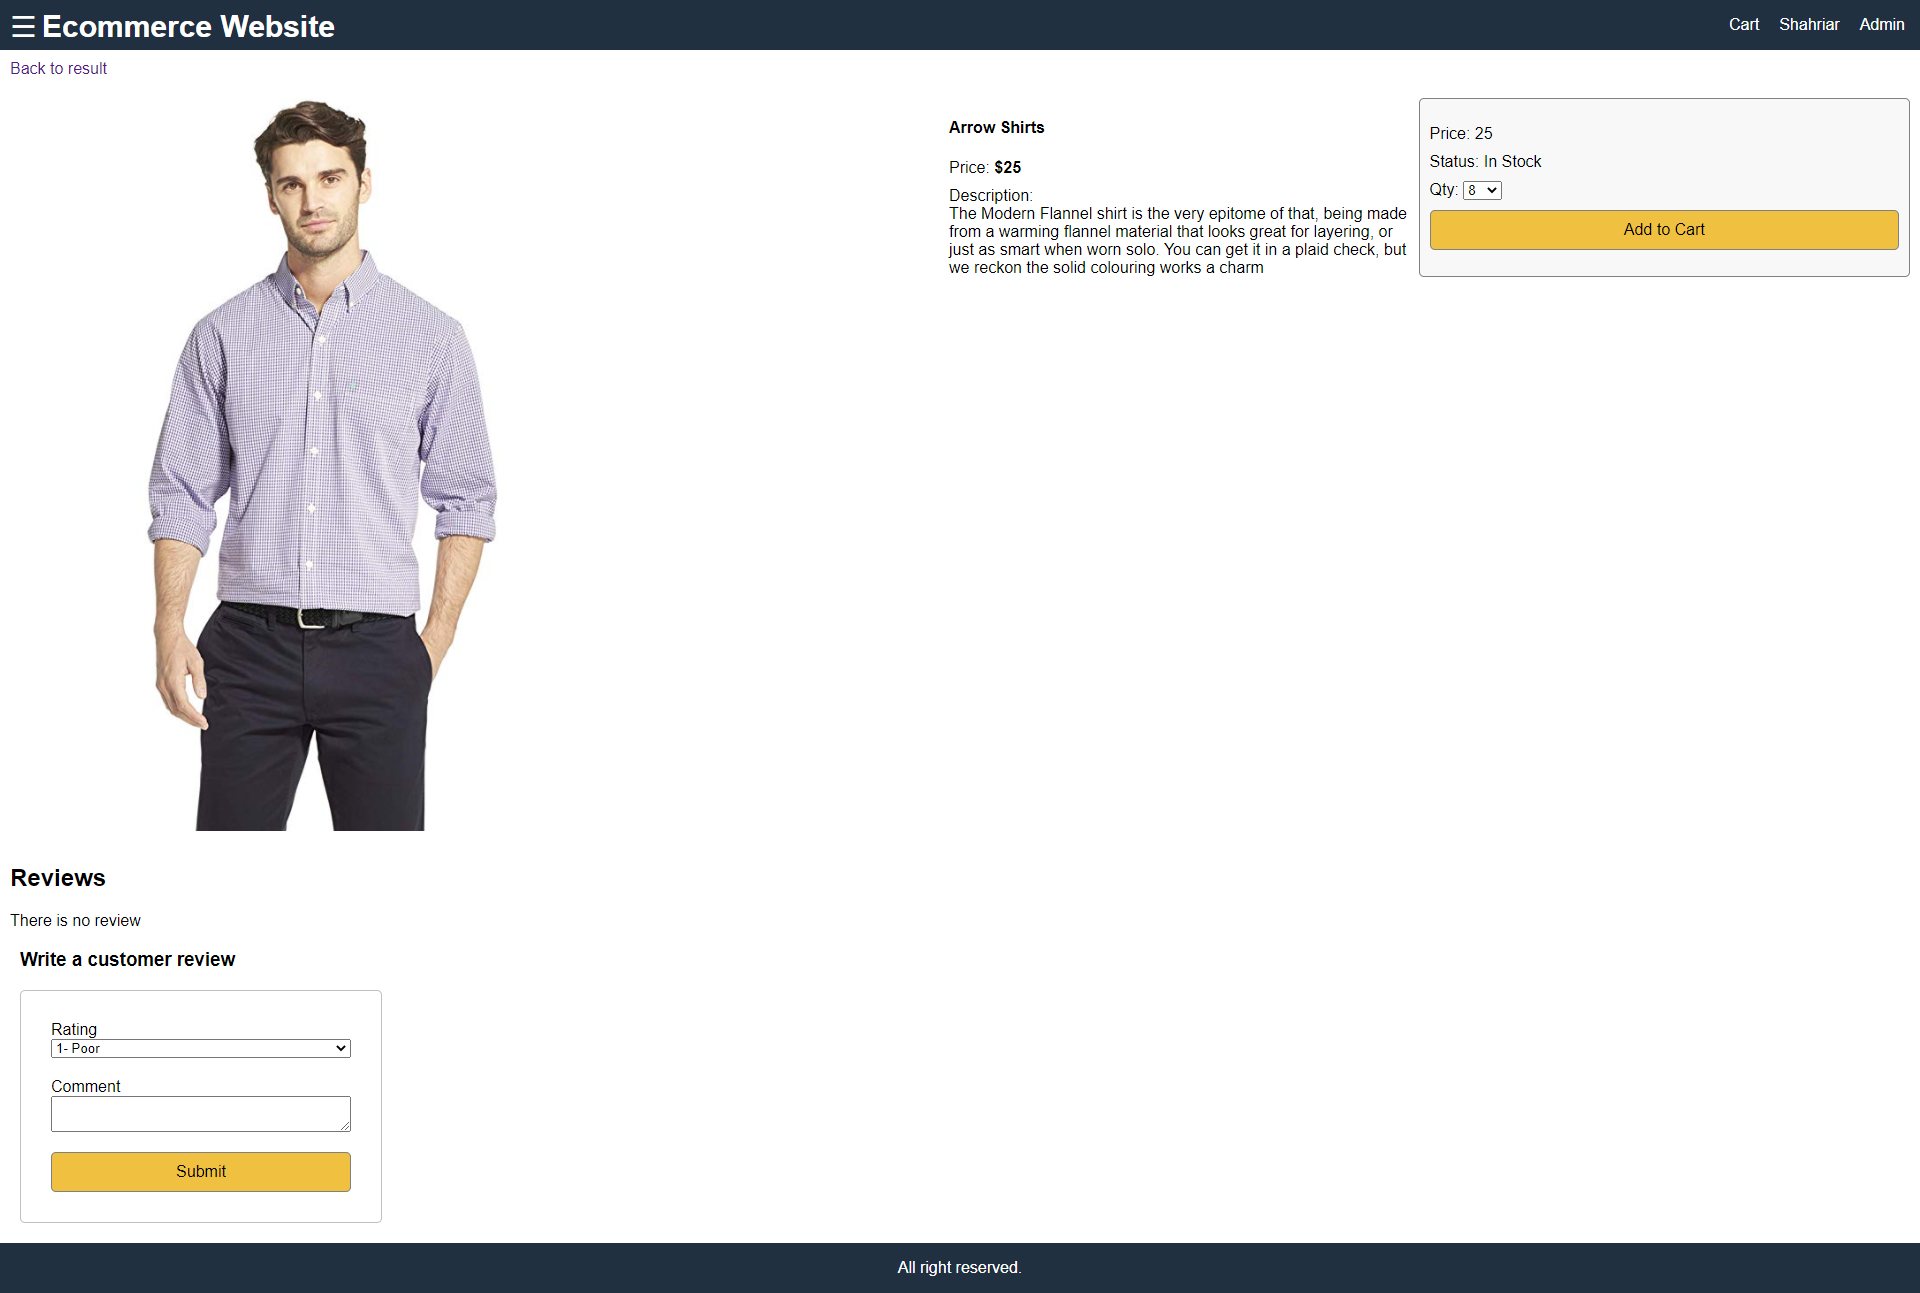 ☰ Ecommerce Website
Cart Shahriar Admin
Back to result
Arrow Shirts
Price: $25
Description:
The Modern Flannel shirt is the very epitome of that, being made
from a warming flannel material that looks great for layering, or
just as smart when worn solo. You can get it in a plaid check, but
we reckon the solid colouring works a charm
Price: 25
Status: In Stock
Qty: 8
Add to Cart
Reviews
There is no review
Write a customer review
Rating
1- Poor
Comment
Submit
All right reserved.